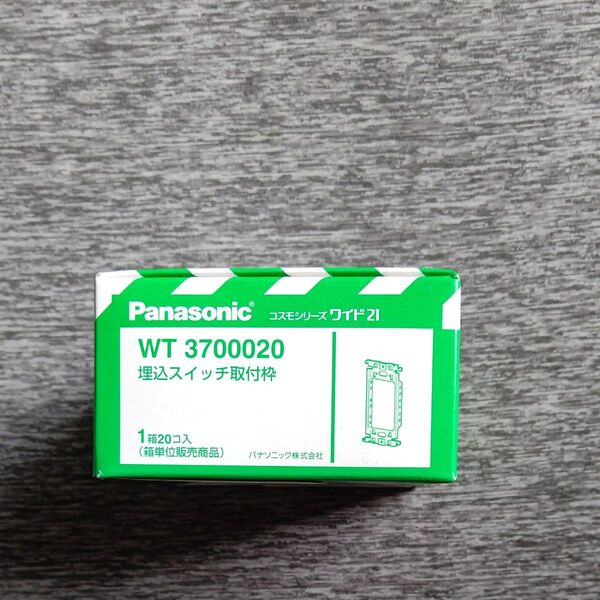 Panasonic® コスモシリーズ ワイド21
WT 3700020
埋込スイッチ取付枠
1箱20コ入
(箱単位販売商品)
パナソニック株式会社